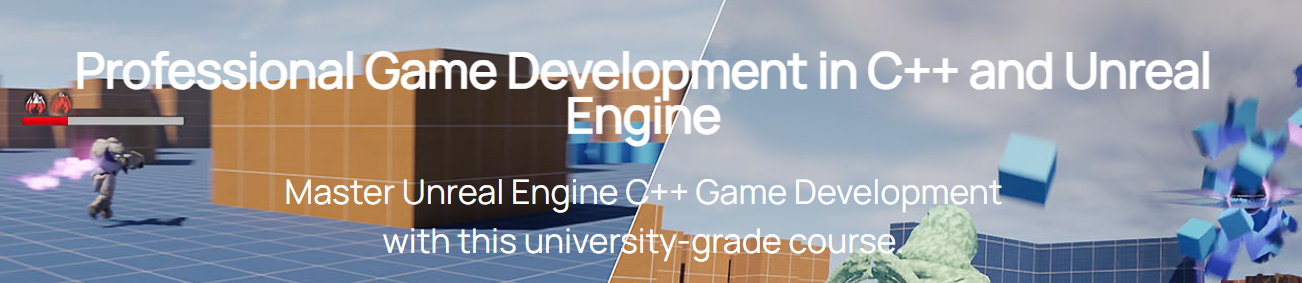 Professional Game Development in C++ and Unreal
Engine
Master Unreal Engine C++ Game Development
with this university-grade course.